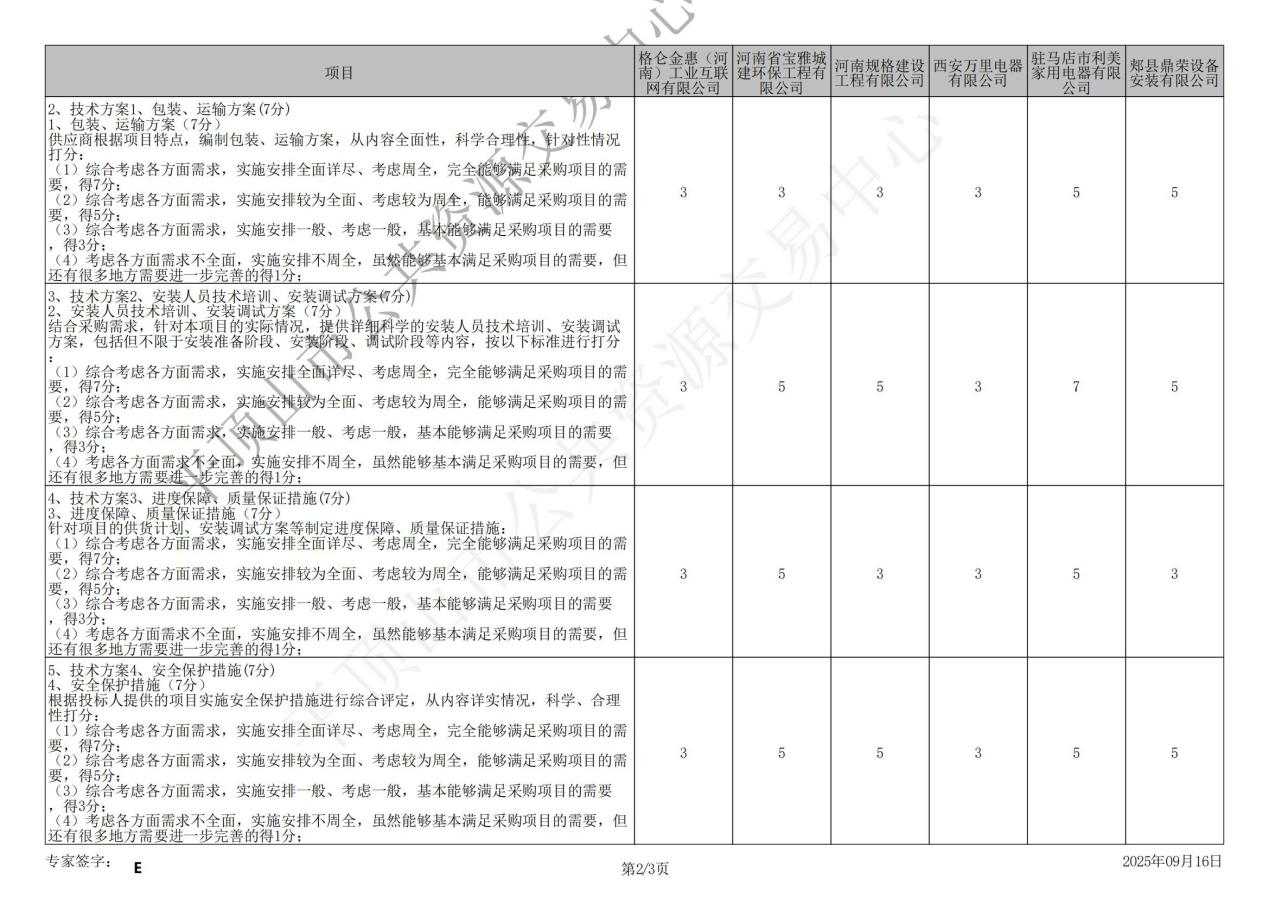 项目
格仑金惠（河
南）工业互联
网有限公司
河南省宝雅城
建环保工程有
限公司
河南规格建设
工程有限公司
西安万里电器
有限公司
驻马店市利美
家用电器有限
公司
郏县鼎荣设备
安装有限公司
2、技术方案1、包装、运输方案(7分)
1、包装、运输方案（7分）
供应商根据项目特点，编制包装、运输方案，从内容全面性，科学合理性，针对性情况
打分：
（1）综合考虑各方面需求，实施安排全面详尽、考虑周全，完全能够满足采购项目的需
要，得7分；
（2）综合考虑各方面需求，实施安排较为全面、考虑较为周全，能够满足采购项目的需
要，得5分；
（3）综合考虑各方面需求，实施安排一般、考虑一般，基本能够满足采购项目的需要
，得3分；
（4）考虑各方面需求不全面，实施安排不周全，虽然能够基本满足采购项目的需要，但
还有很多地方需要进一步完善的得1分；
3 3 3 3 5 5
3、技术方案2、安装人员技术培训、安装调试方案(7分)
2、安装人员技术培训、安装调试方案（7分）
结合采购需求，针对本项目的实际情况，提供详细科学的安装人员技术培训、安装调试
方案，包括但不限于安装准备阶段、安装阶段、调试阶段等内容，按以下标准进行打分
：
（1）综合考虑各方面需求，实施安排全面详尽、考虑周全，完全能够满足采购项目的需
要，得7分；
（2）综合考虑各方面需求，实施安排较为全面、考虑较为周全，能够满足采购项目的需
要，得5分；
（3）综合考虑各方面需求，实施安排一般、考虑一般，基本能够满足采购项目的需要
，得3分；
（4）考虑各方面需求不全面，实施安排不周全，虽然能够基本满足采购项目的需要，但
还有很多地方需要进一步完善的得1分；
3 5 5 3 7 5
4、技术方案3、进度保障、质量保证措施(7分)
3、进度保障、质量保证措施（7分）
针对项目的供货计划、安装调试方案等制定进度保障、质量保证措施：
（1）综合考虑各方面需求，实施安排全面详尽、考虑周全，完全能够满足采购项目的需
要，得7分；
（2）综合考虑各方面需求，实施安排较为全面、考虑较为周全，能够满足采购项目的需
要，得5分；
（3）综合考虑各方面需求，实施安排一般、考虑一般，基本能够满足采购项目的需要
，得3分；
（4）考虑各方面需求不全面，实施安排不周全，虽然能够基本满足采购项目的需要，但
还有很多地方需要进一步完善的得1分；
3 5 3 3 5 3
5、技术方案4、安全保护措施(7分)
4、安全保护措施（7分）
根据投标人提供的项目实施安全保护措施进行综合评定，从内容详实情况，科学、合理
性打分：
（1）综合考虑各方面需求，实施安排全面详尽、考虑周全，完全能够满足采购项目的需
要，得7分；
（2）综合考虑各方面需求，实施安排较为全面、考虑较为周全，能够满足采购项目的需
要，得5分；
（3）综合考虑各方面需求，实施安排一般、考虑一般，基本能够满足采购项目的需要
，得3分；
（4）考虑各方面需求不全面，实施安排不周全，虽然能够基本满足采购项目的需要，但
还有很多地方需要进一步完善的得1分；
3 5 5 3 5 5
专家签字： E
第2/3页
2025年09月16日
平顶山市公共资源交易中心
平顶山市公共资源交易中心